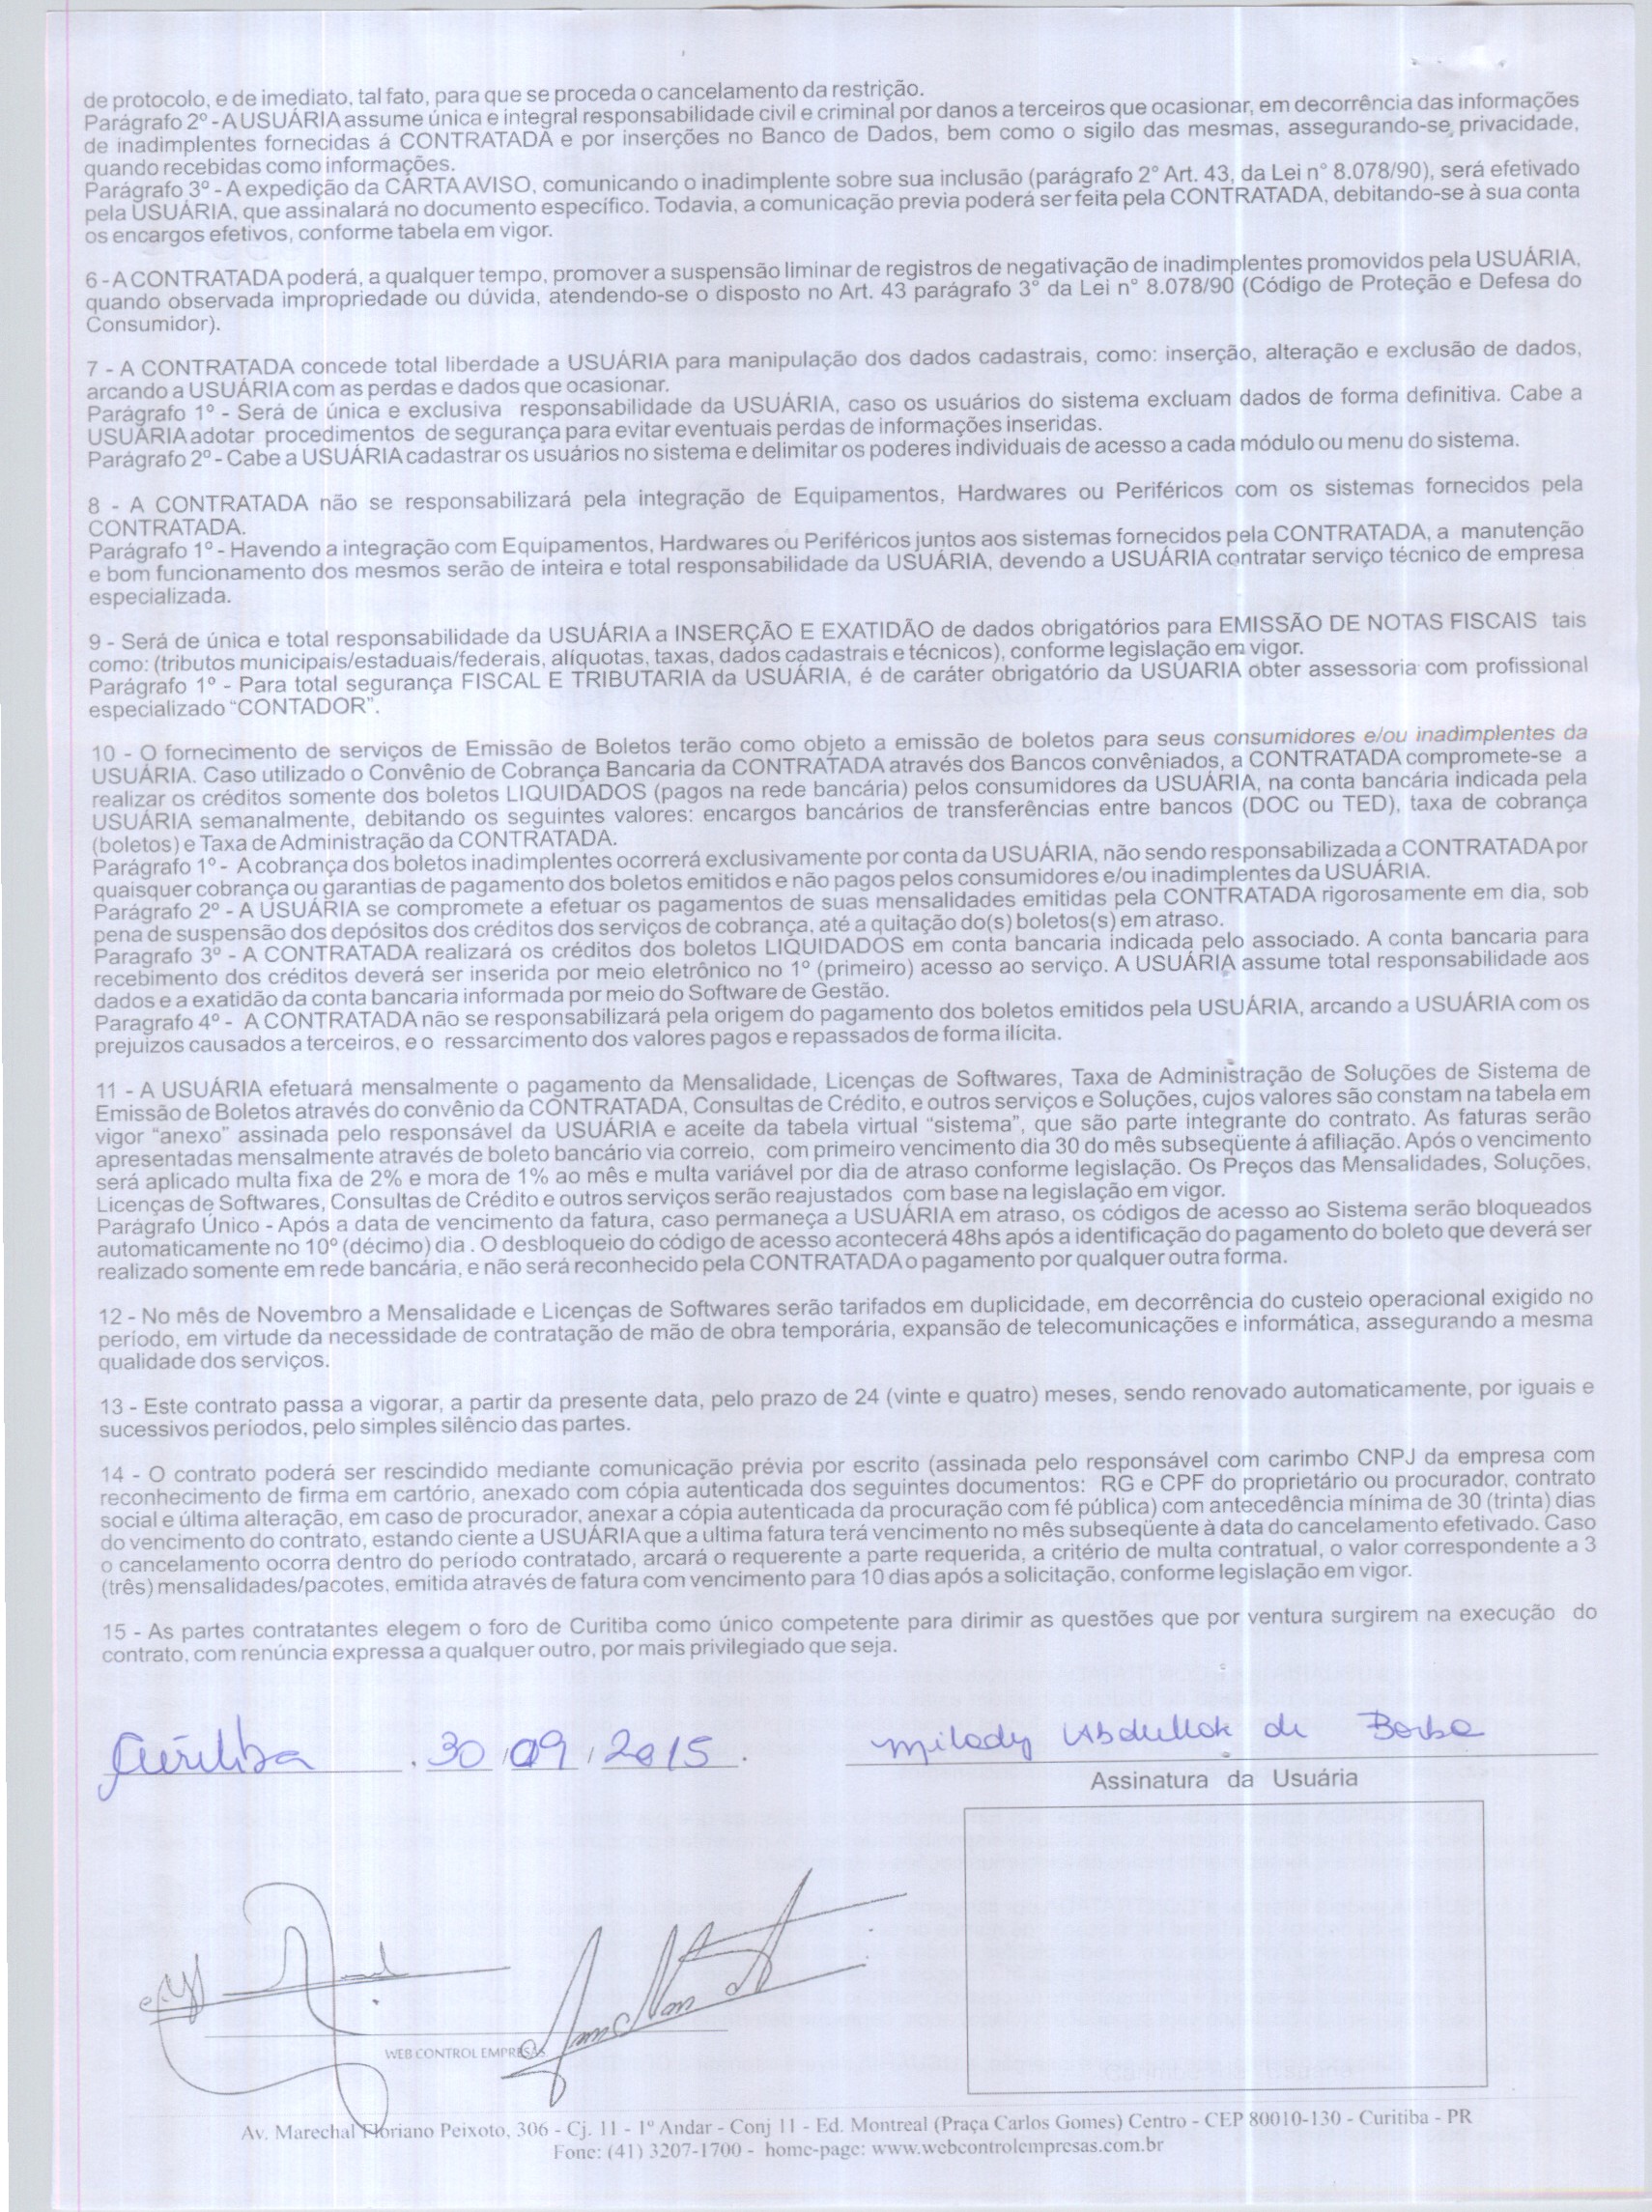 de protocolo, e de imediato, tal fato, para que se proceda o cancelamento da restrição.
Parágrafo 2º - A USUÁRIA assume única e integral responsabilidade civil e criminal por danos a terceiros que ocasionar, em decorrência das informações
de inadimplentes fornecidas á CONTRATADA e por inserções no Banco de Dados, bem como o sigilo das mesmas, assegurando-se privacidade,
quando recebidas como informações.
Parágrafo 3º - A expedição da CARTA AVISO, comunicando o inadimplente sobre sua inclusão (parágrafo 2° Art. 43, da Lei n° 8.078/90), será efetivado
pela USUÁRIA, que assinalará no documento específico. Todavia, a comunicação previa poderá ser feita pela CONTRATADA, debitando-se à sua conta
os encargos efetivos, conforme tabela em vigor.
6 - A CONTRATADA poderá, a qualquer tempo, promover a suspensão liminar de registros de negativação de inadimplentes promovidos pela USUÁRIA,
quando observada impropriedade ou dúvida, atendendo-se o disposto no Art. 43 parágrafo 3° da Lei n° 8.078/90 (Código de Proteção e Defesa do
Consumidor).
7 - A CONTRATADA concede total liberdade a USUÁRIA para manipulação dos dados cadastrais, como: inserção, alteração e exclusão de dados,
arcando a USUÁRIA com as perdas e dados que ocasionar.
Parágrafo 1º - Será de única e exclusiva responsabilidade da USUÁRIA, caso os usuários do sistema excluam dados de forma definitiva. Cabe a
USUÁRIA adotar procedimentos de segurança para evitar eventuais perdas de informações inseridas.
Parágrafo 2º - Cabe a USUÁRIA cadastrar os usuários no sistema e delimitar os poderes individuais de acesso a cada módulo ou menu do sistema.
8 - A CONTRATADA não se responsabilizará pela integração de Equipamentos, Hardwares ou Periféricos com os sistemas fornecidos pela
CONTRATADA.
Parágrafo 1º - Havendo a integração com Equipamentos, Hardwares ou Periféricos juntos aos sistemas fornecidos pela CONTRATADA, a manutenção
e bom funcionamento dos mesmos serão de inteira e total responsabilidade da USUÁRIA, devendo a USUÁRIA contratar serviço técnico de empresa
especializada.
9 - Será de única e total responsabilidade da USUÁRIA a INSERÇÃO E EXATIDÃO de dados obrigatórios para EMISSÃO DE NOTAS FISCAIS tais
como: (tributos municipais/estaduais/federais, alíquotas, taxas, dados cadastrais e técnicos), conforme legislação em vigor.
Parágrafo 1º - Para total segurança FISCAL E TRIBUTARIA da USUÁRIA, é de caráter obrigatório da USUARIA obter assessoria com profissional
especializado “CONTADOR”.
10 - O fornecimento de serviços de Emissão de Boletos terão como objeto a emissão de boletos para seus consumidores e/ou inadimplentes da
USUÁRIA. Caso utilizado o Convênio de Cobrança Bancaria da CONTRATADA através dos Bancos convêniados, a CONTRATADA compromete-se a
realizar os créditos somente dos boletos LIQUIDADOS (pagos na rede bancária) pelos consumidores da USUÁRIA, na conta bancária indicada pela
USUÁRIA semanalmente, debitando os seguintes valores: encargos bancários de transferências entre bancos (DOC ou TED), taxa de cobrança
(boletos) e Taxa de Administração da CONTRATADA.
Parágrafo 1º - A cobrança dos boletos inadimplentes ocorrerá exclusivamente por conta da USUÁRIA, não sendo responsabilizada a CONTRATADA por
quaisquer cobrança ou garantias de pagamento dos boletos emitidos e não pagos pelos consumidores e/ou inadimplentes da USUÁRIA.
Parágrafo 2º - A USUÁRIA se compromete a efetuar os pagamentos de suas mensalidades emitidas pela CONTRATADA rigorosamente em dia, sob
pena de suspensão dos depósitos dos créditos dos serviços de cobrança, até a quitação do(s) boletos(s) em atraso.
Paragrafo 3º - A CONTRATADA realizará os créditos dos boletos LIQUIDADOS em conta bancaria indicada pelo associado. A conta bancaria para
recebimento dos créditos deverá ser inserida por meio eletrônico no 1º (primeiro) acesso ao serviço. A USUÁRIA assume total responsabilidade aos
dados e a exatidão da conta bancaria informada por meio do Software de Gestão.
Paragrafo 4º - A CONTRATADA não se responsabilizará pela origem do pagamento dos boletos emitidos pela USUÁRIA, arcando a USUÁRIA com os
prejuizos causados a terceiros, e o ressarcimento dos valores pagos e repassados de forma ilícita.
11 - A USUÁRIA efetuará mensalmente o pagamento da Mensalidade, Licenças de Softwares, Taxa de Administração de Soluções de Sistema de
Emissão de Boletos através do convênio da CONTRATADA, Consultas de Crédito, e outros serviços e Soluções, cujos valores são constam na tabela em
vigor “anexo” assinada pelo responsável da USUÁRIA e aceite da tabela virtual “sistema”, que são parte integrante do contrato. As faturas serão
apresentadas mensalmente através de boleto bancário via correio, com primeiro vencimento dia 30 do mês subseqüente á afiliação. Após o vencimento
será aplicado multa fixa de 2% e mora de 1% ao mês e multa variável por dia de atraso conforme legislação. Os Preços das Mensalidades, Soluções,
Licenças de Softwares, Consultas de Crédito e outros serviços serão reajustados com base na legislação em vigor.
Parágrafo Único - Após a data de vencimento da fatura, caso permaneça a USUÁRIA em atraso, os códigos de acesso ao Sistema serão bloqueados
automaticamente no 10º (décimo) dia . O desbloqueio do código de acesso acontecerá 48hs após a identificação do pagamento do boleto que deverá ser
realizado somente em rede bancária, e não será reconhecido pela CONTRATADA o pagamento por qualquer outra forma.
12 - No mês de Novembro a Mensalidade e Licenças de Softwares serão tarifados em duplicidade, em decorrência do custeio operacional exigido no
período, em virtude da necessidade de contratação de mão de obra temporária, expansão de telecomunicações e informática, assegurando a mesma
qualidade dos serviços.
13 - Este contrato passa a vigorar, a partir da presente data, pelo prazo de 24 (vinte e quatro) meses, sendo renovado automaticamente, por iguais e
sucessivos períodos, pelo simples silêncio das partes.
14 - O contrato poderá ser rescindido mediante comunicação prévia por escrito (assinada pelo responsável com carimbo CNPJ da empresa com
reconhecimento de firma em cartório, anexado com cópia autenticada dos seguintes documentos: RG e CPF do proprietário ou procurador, contrato
social e última alteração, em caso de procurador, anexar a cópia autenticada da procuração com fé pública) com antecedência mínima de 30 (trinta) dias
do vencimento do contrato, estando ciente a USUÁRIA que a ultima fatura terá vencimento no mês subseqüente à data do cancelamento efetivado. Caso
o cancelamento ocorra dentro do período contratado, arcará o requerente a parte requerida, a critério de multa contratual, o valor correspondente a 3
(três) mensalidades/pacotes, emitida através de fatura com vencimento para 10 dias após a solicitação, conforme legislação em vigor.
15 - As partes contratantes elegem o foro de Curitiba como único competente para dirimir as questões que por ventura surgirem na execução do
contrato, com renúncia expressa a qualquer outro, por mais privilegiado que seja.
Curitiba . 30 / 09 / 2015 . Milady Abdullak de Borba
Assinatura da Usuária
WEB CONTROL EMPRESAS
Av. Marechal Floriano Peixoto, 306 - Cj. 11 - 1º Andar - Conj 11 - Ed. Montreal (Praça Carlos Gomes) Centro - CEP 80010-130 - Curitiba - PR
Fone: (41) 3207-1700 - home-page: www.webcontrolempresas.com.br